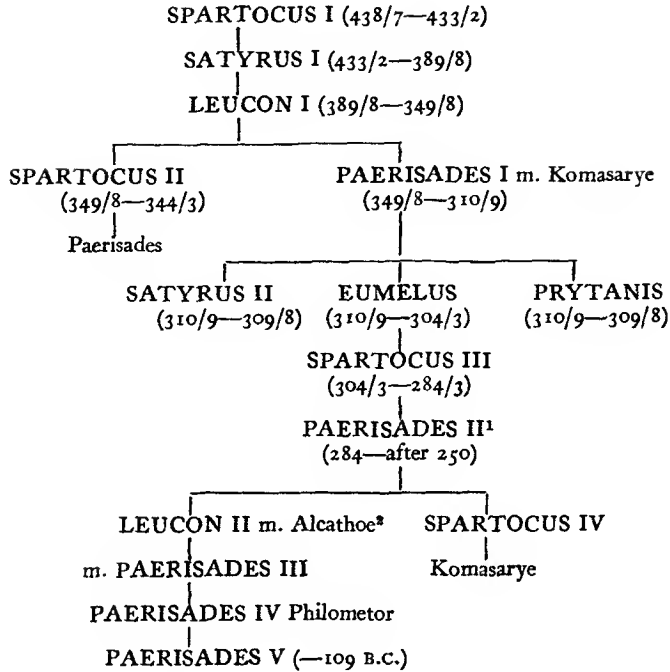 SPARTOCUS I (438/7—433/2)
SATYRUS I (433/2—389/8)
LEUCON I (389/8—349/8)
SPARTOCUS II PAERISADES I m. Komasarye
(349/8—344/3) (349/8—310/9)
Paerisades
SATYRUS II EUMELUS PRYTANIS
(310/9—309/8) (310/9—304/3) (310/9—309/8)
SPARTOCUS III
(304/3—284/3)
PAERISADES II¹
(284—after 250)
LEUCON II m. Alcathoe² SPARTOCUS IV
m. PAERISADES III Komasarye
PAERISADES IV Philometor
PAERISADES V (—109 B.C.)